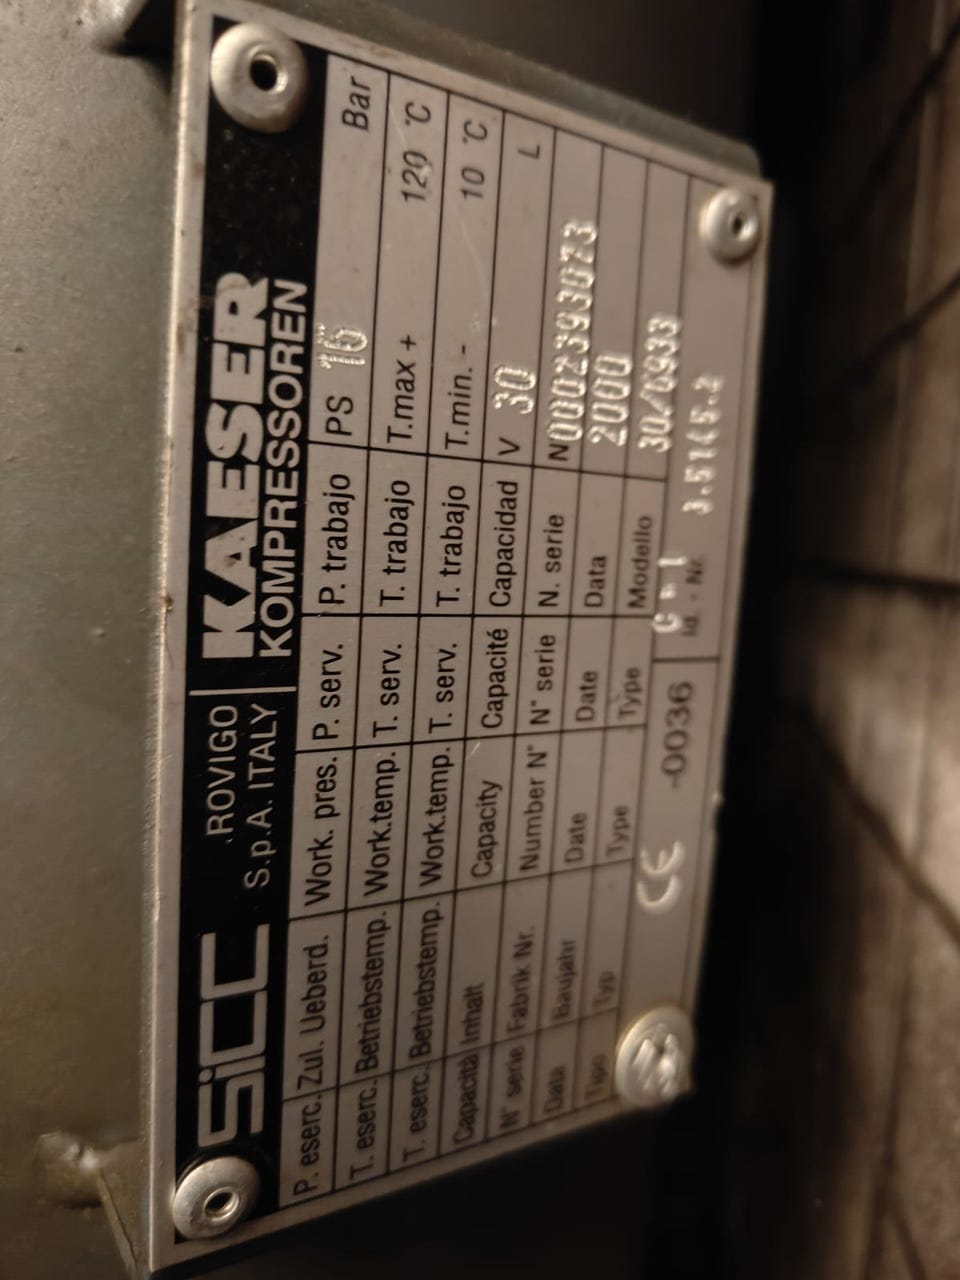 SICC ROVIGO S.p.A. ITALY KAESER KOMPRESSOREN
P. eserc. Zul. Ueberd. Work. pres. P. serv. P. trabajo PS 16 Bar
T. eserc. Betriebstemp. Work.temp. T. serv. T. trabajo T.max + 120 °C
T. eserc. Betriebstemp. Work.temp. T. serv. T. trabajo T.min. - 10 °C
Capacità Inhalt Capacity Capacité Capacidad V 30 L
N° serie Fabrik Nr. Number N° N° serie N. serie N 0002393073
Data Baujahr Date Date Data 2000
Tipo Typ Type Type Modello 30/0933
CE -0036 Id. - Nr. 3.5145.2